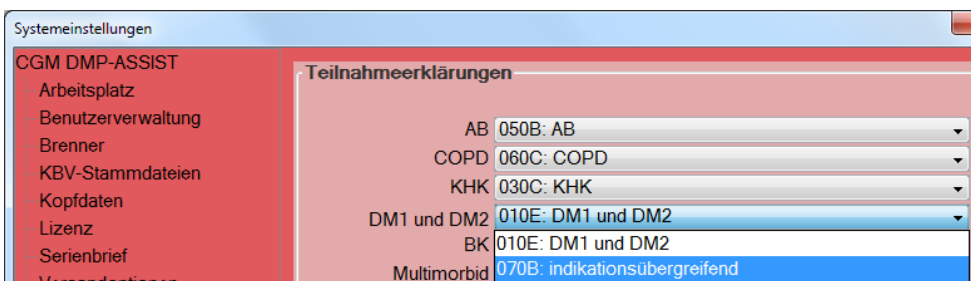 Systemeinstellungen
CGM DMP-ASSIST
Arbeitsplatz
Benutzerverwaltung
Brenner
KBV-Stammdateien
Kopfdaten
Lizenz
Serienbrief
Versandoptionen
Teilnahmeerklärungen
AB 050B: AB
COPD 060C: COPD
KHK 030C: KHK
DM1 und DM2 010E: DM1 und DM2
BK 010E: DM1 und DM2
Multimorbid 070B: indikationsübergreifend